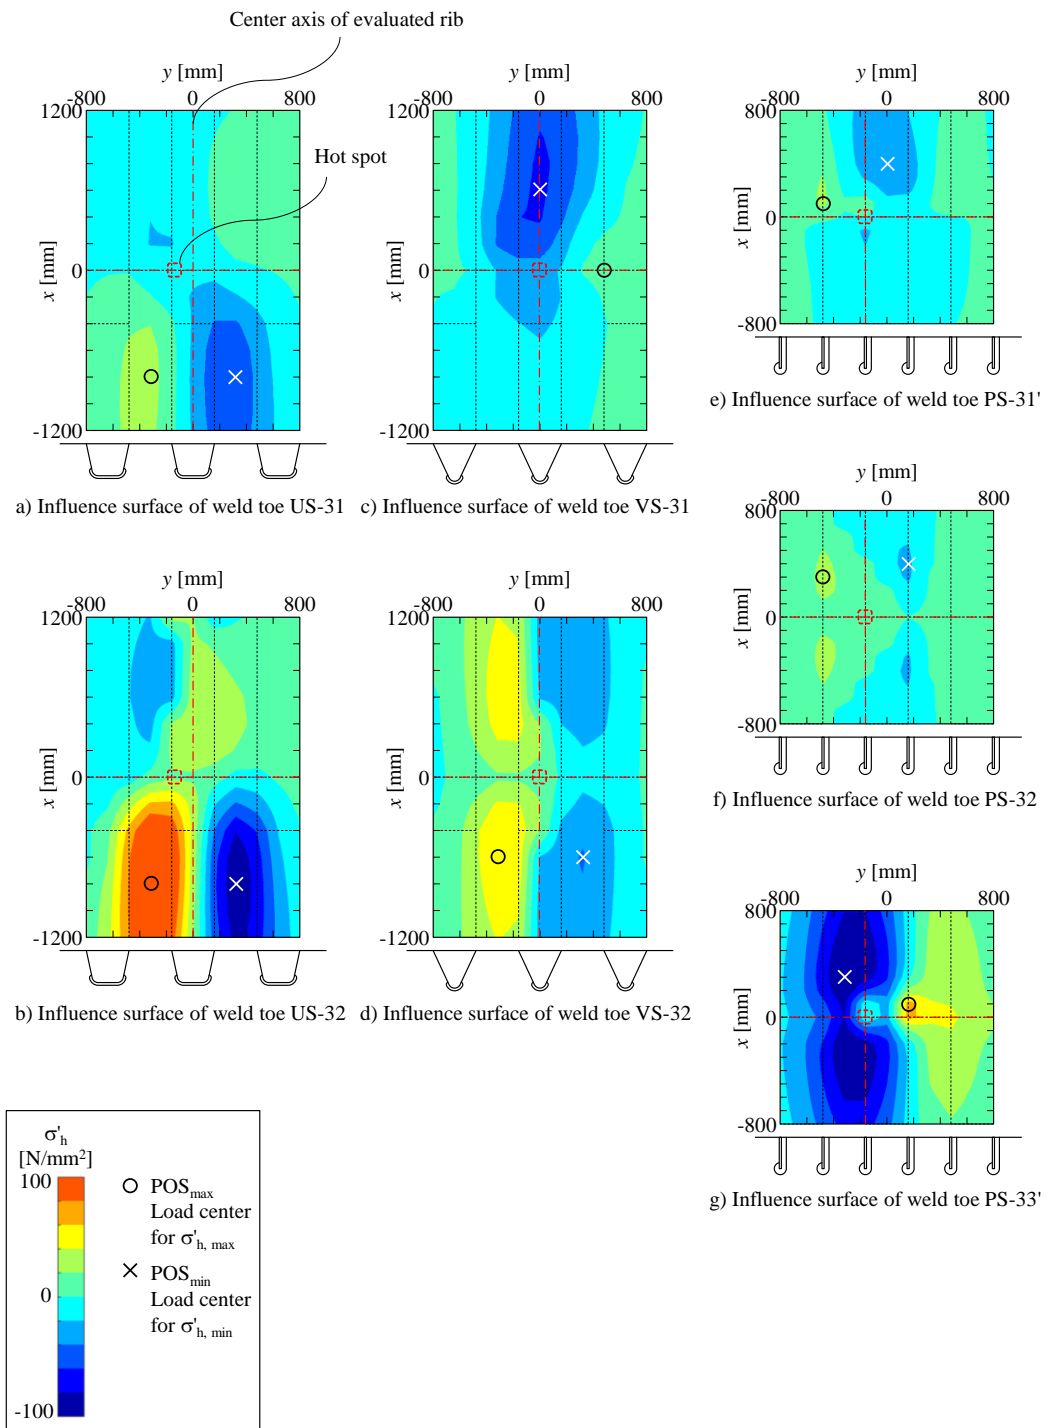 Center axis of evaluated rib
Hot spot
y [mm]
-800 0 800
1200
x [mm]
0
-1200
a) Influence surface of weld toe US-31
y [mm]
-800 0 800
1200
x [mm]
0
-1200
c) Influence surface of weld toe VS-31
y [mm]
-800 0 800
800
x [mm]
0
-800
e) Influence surface of weld toe PS-31'
y [mm]
-800 0 800
1200
x [mm]
0
-1200
b) Influence surface of weld toe US-32
y [mm]
-800 0 800
1200
x [mm]
0
-1200
d) Influence surface of weld toe VS-32
y [mm]
-800 0 800
800
x [mm]
0
-800
f) Influence surface of weld toe PS-32
y [mm]
-800 0 800
800
x [mm]
0
-800
g) Influence surface of weld toe PS-33'
σ'h
[N/mm²]
100
0
-100
POSmax
Load center
for σ'h, max
POSmin
Load center
for σ'h, min